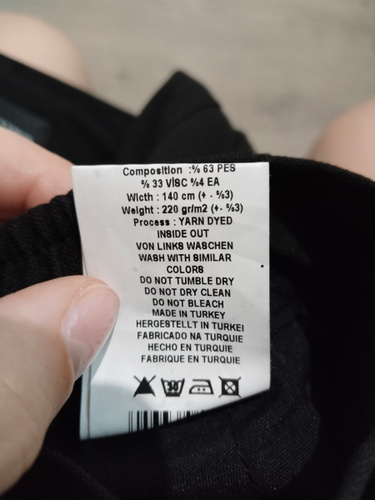 Composition :% 63 PES
% 33 VİSC %4 EA
Width : 140 cm (+ - %3)
Weight : 220 gr/m2 (+- %3)
Process : YARN DYED
INSIDE OUT
VON LINKS WASCHEN
WASH WITH SIMILAR
COLORS
DO NOT TUMBLE DRY
DO NOT DRY CLEAN
DO NOT BLEACH
MADE IN TURKEY
HERGESTELLT IN TURKEI
FABRICADO NA TURQUIE
HECHO EN TURQUIE
FABRIQUE EN TURQUIE